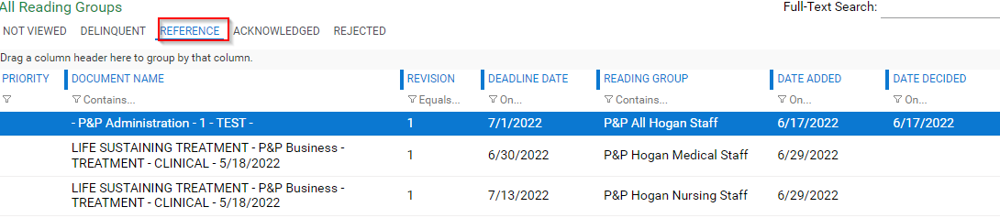 All Reading Groups Full-Text Search:
NOT VIEWED DELINQUENT REFERENCE ACKNOWLEDGED REJECTED
Drag a column header here to group by that column.
PRIORITY DOCUMENT NAME REVISION DEADLINE DATE READING GROUP DATE ADDED DATE DECIDED
Contains... Equals... On... Contains... On... On...
- P&P Administration - 1 - TEST - 1 7/1/2022 P&P All Hogan Staff 6/17/2022 6/17/2022
LIFE SUSTAINING TREATMENT - P&P Business -
TREATMENT - CLINICAL - 5/18/2022 1 6/30/2022 P&P Hogan Medical Staff 6/29/2022
LIFE SUSTAINING TREATMENT - P&P Business -
TREATMENT - CLINICAL - 5/18/2022 1 7/13/2022 P&P Hogan Nursing Staff 6/29/2022